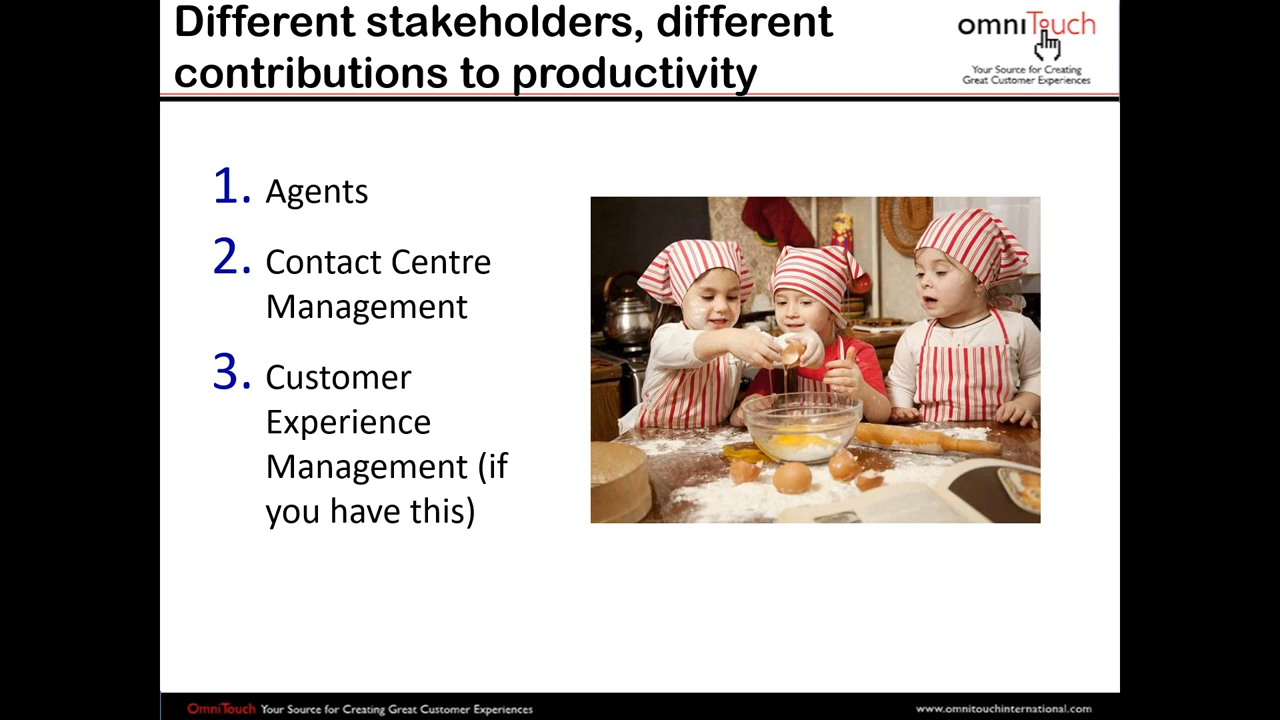 Different stakeholders, different
contributions to productivity
omniTouch
Your Source for Creating
Great Customer Experiences
1. Agents
2. Contact Centre
Management
3. Customer
Experience
Management (if
you have this)
OmniTouch Your Source for Creating Great Customer Experiences
www.omnitouchinternational.com